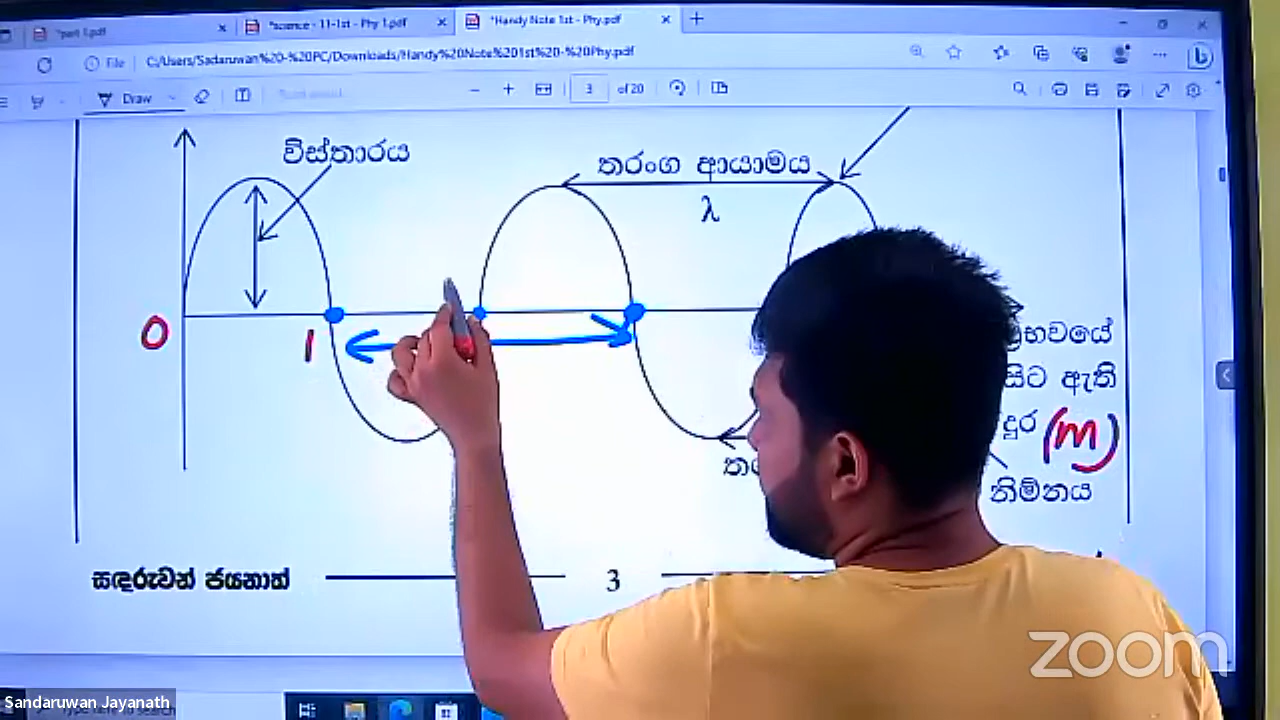 "part 1.pdf
"science - 11-1st - Phy 1.pdf
"Handy Note 1st - Phy.pdf
File
C:/Users/Sadaruwan%20-%20PC/Downloads/Handy%20Note%201st%20-%20Phy.pdf
Draw
3 of 20
විස්තාරය
තරංග ආයාමය
λ
0
1
ප්‍රභවයේ
සිට ඇති
දුර (m)
නිම්නය
සඳරුවන් ජයනාත්
3
zoom
Sandaruwan Jayanath